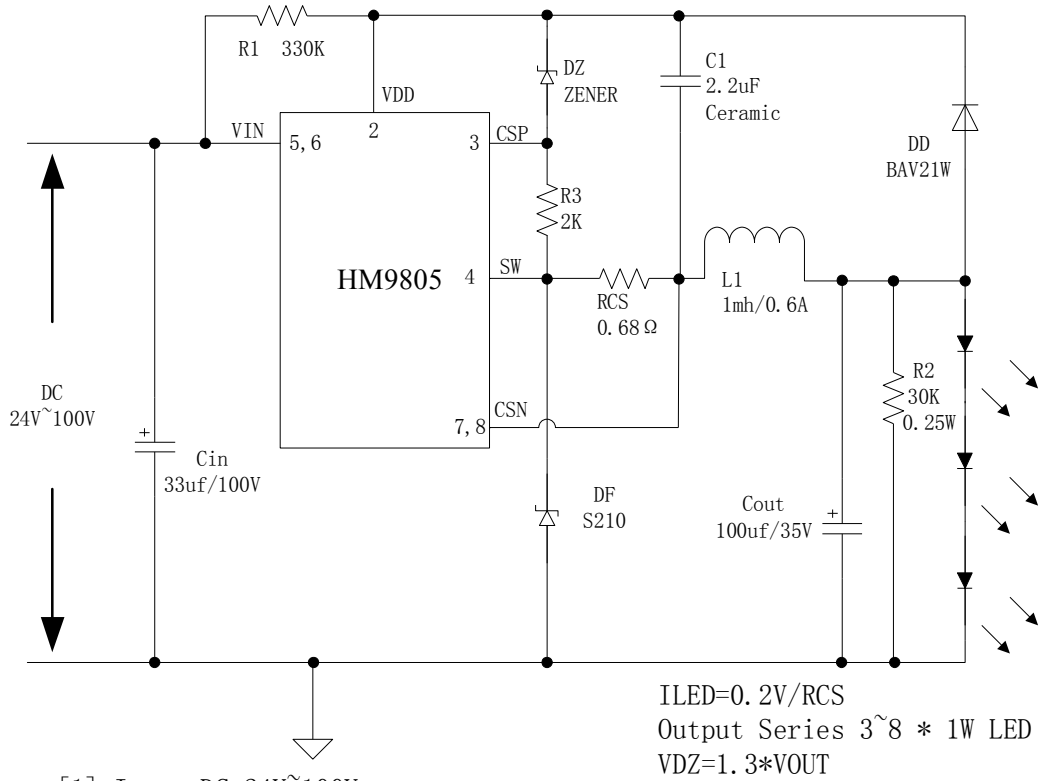 R1 330K
DZ
ZENER
C1
2.2uF
Ceramic
VDD
VIN
5,6
2
3
CSP
DD
BAV21W
R3
2K
HM9805
4
SW
RCS
0.68Ω
L1
1mh/0.6A
DC
24V~100V
7,8
CSN
R2
30K
0.25W
+
Cin
33uf/100V
DF
S210
Cout
100uf/35V
+
ILED=0.2V/RCS
Output Series 3~8 * 1W LED
VDZ=1.3*VOUT